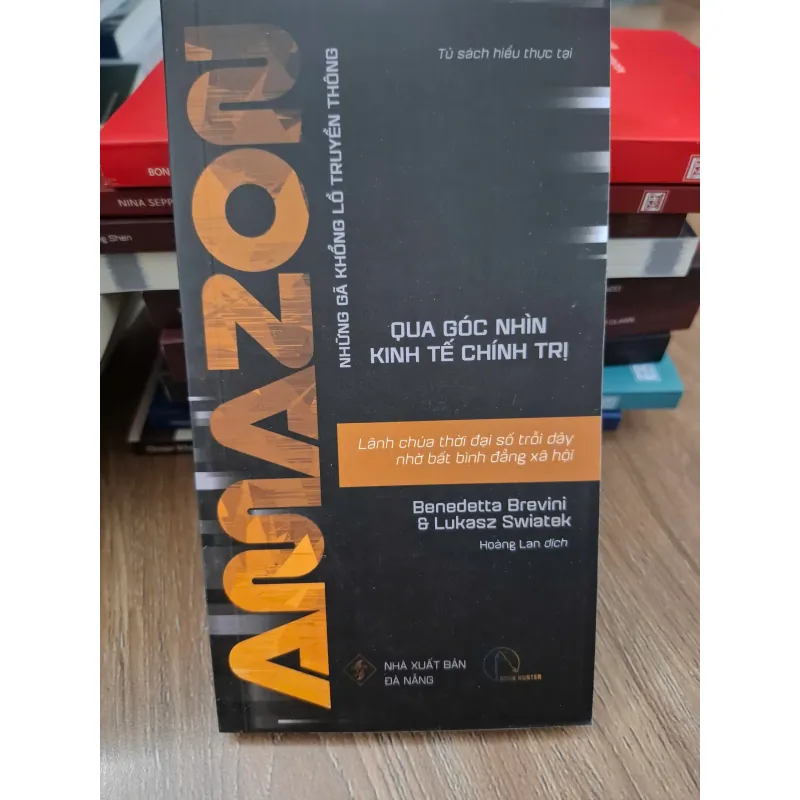 Tủ sách hiểu thực tại
AMAZON
NHỮNG GÃ KHỔNG LỒ TRUYỀN THÔNG
QUA GÓC NHÌN
KINH TẾ CHÍNH TRỊ
Lãnh chúa thời đại số trỗi dậy
nhờ bất bình đẳng xã hội
Benedetta Brevini
& Lukasz Swiatek
Hoàng Lan dịch
NHÀ XUẤT BẢN
ĐÀ NẴNG
BOOK HUNTER
BON
NINA SEPP
g Shen